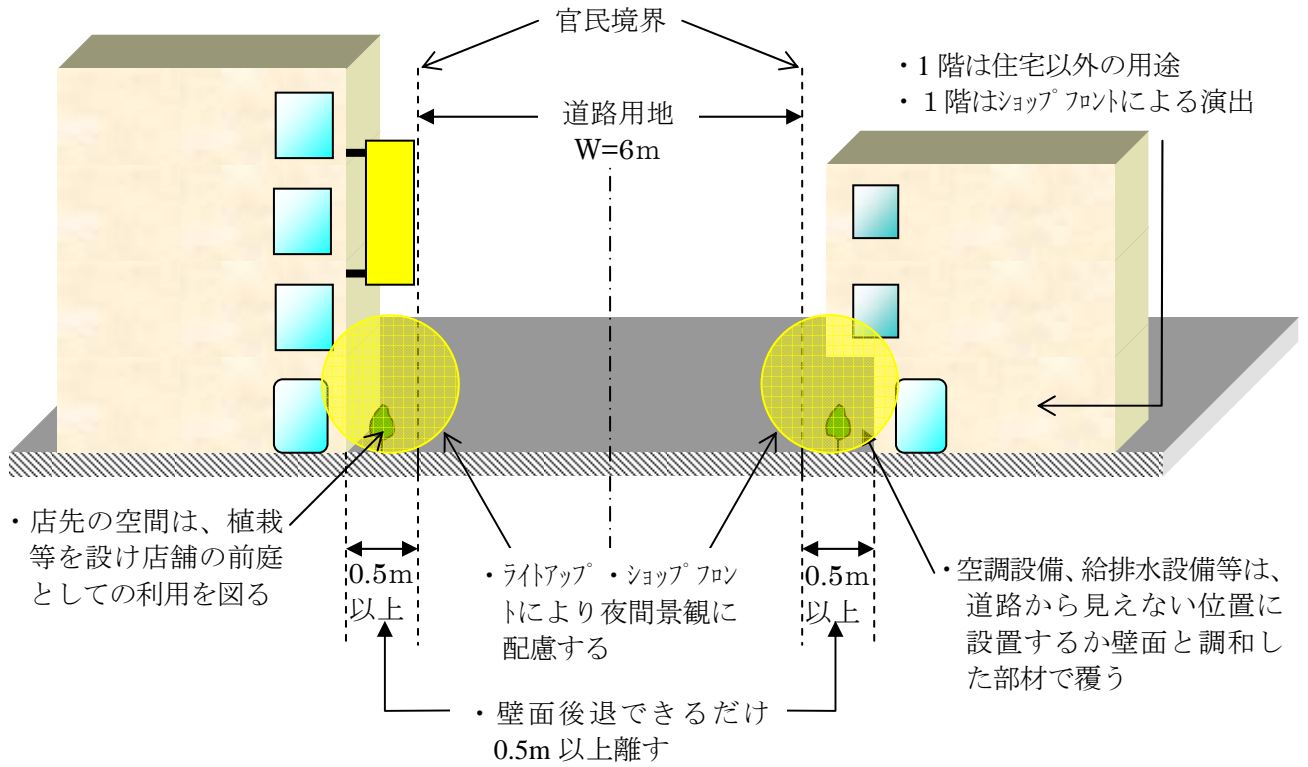 官民境界
・1階は住宅以外の用途
・1階はｼｮｯﾌﾟﾌﾛﾝﾄによる演出
道路用地
W=6m
・店先の空間は、植栽
等を設け店舗の前庭
としての利用を図る
0.5m
以上
・ﾗｲﾄｱｯﾌﾟ・ｼｮｯﾌﾟﾌﾛﾝ
ﾄにより夜間景観に
配慮する
0.5m
以上
・空調設備、給排水設備等は、
道路から見えない位置に
設置するか壁面と調和し
た部材で覆う
・壁面後退できるだけ
0.5m 以上離す